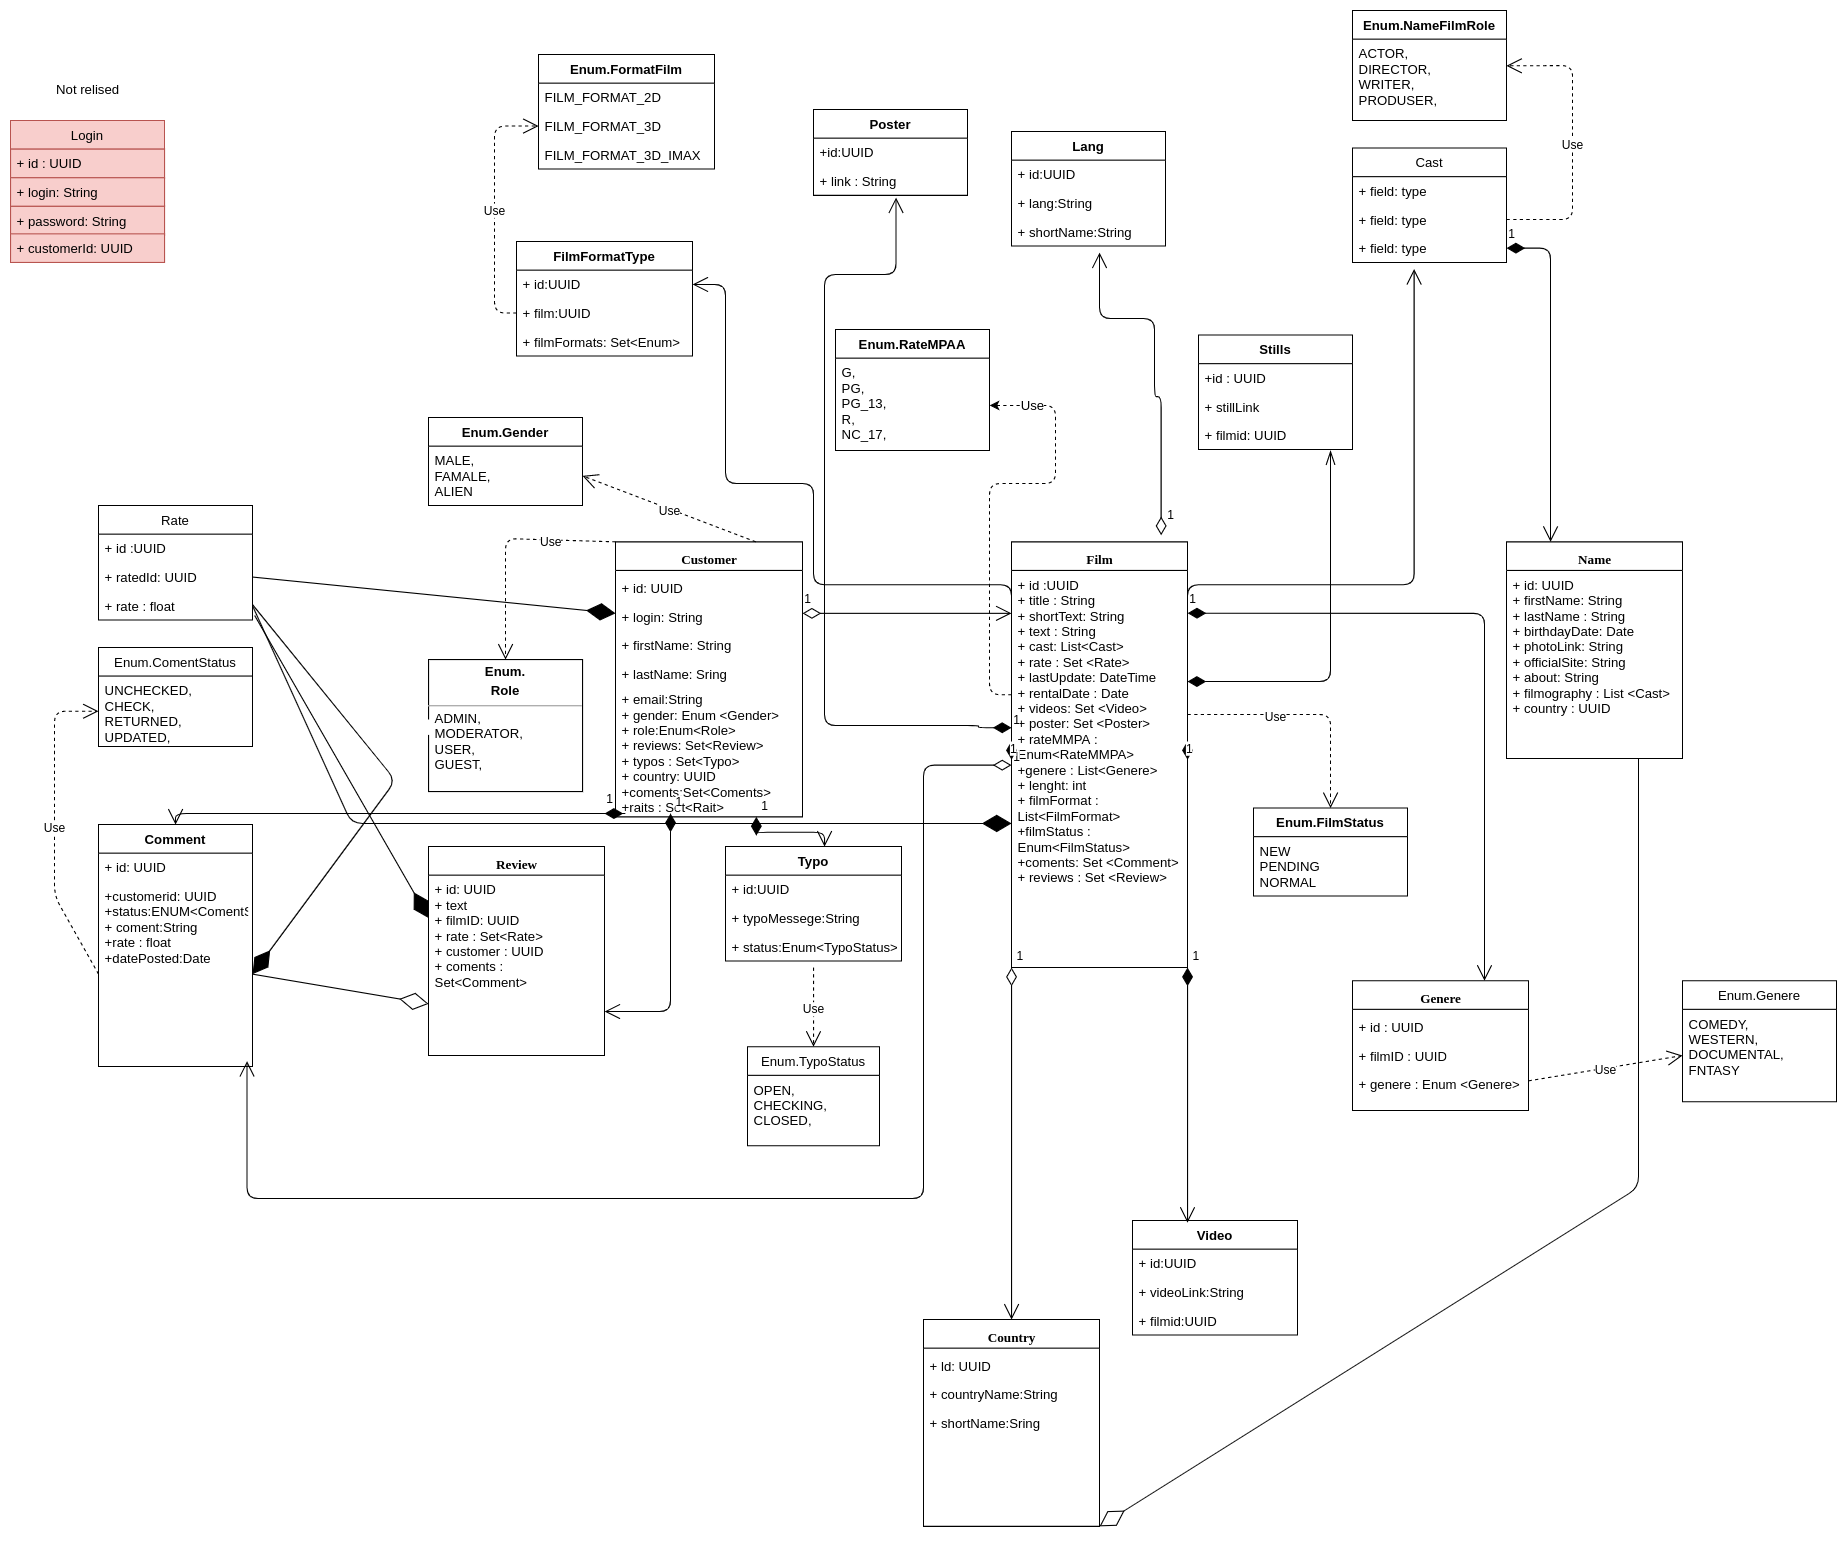 Enum.NameFilmRole
ACTOR,
DIRECTOR,
WRITER,
PRODUSER,
Use
Not relised
Login
+ id : UUID
+ login: String
+ password: String
+ customerId: UUID
Enum.FormatFilm
FILM_FORMAT_2D
FILM_FORMAT_3D
FILM_FORMAT_3D_IMAX
Use
Poster
+id:UUID
+ link : String
Lang
+ id:UUID
+ lang:String
+ shortName:String
Cast
+ field: type
+ field: type
+ field: type
1
FilmFormatType
+ id:UUID
+ film:UUID
+ filmFormats: Set<Enum>
Enum.RateMPAA
G,
PG,
PG_13,
R,
NC_17,
Use
Stills
+id : UUID
+ stillLink
+ filmid: UUID
Enum.Gender
MALE,
FAMALE,
ALIEN
Use
Use
1
Rate
+ id :UUID
+ ratedId: UUID
+ rate : float
Customer
+ id: UUID
+ login: String
+ firstName: String
+ lastName: Sring
+ email:String
+ gender: Enum <Gender>
+ role:Enum<Role>
+ reviews: Set<Review>
+ typos : Set<Typo>
+ country: UUID
+coments:Set<Coments>
+raits : Set<Rait>
1
1
1
1
Film
+ id :UUID
+ title : String
+ shortText: String
+ text : String
+ cast: List<Cast>
+ rate : Set <Rate>
+ lastUpdate: DateTime
+ rentalDate : Date
+ videos: Set <Video>
+ poster: Set <Poster>
+ rateMMPA :
Enum<RateMMPA>
+genere : List<Genere>
+ lenght: int
+ filmFormat :
List<FilmFormat>
+filmStatus :
Enum<FilmStatus>
+coments: Set <Comment>
+ reviews : Set <Review>
1
1
1
1
1
1
1
Name
+ id: UUID
+ firstName: String
+ lastName : String
+ birthdayDate: Date
+ photoLink: String
+ officialSite: String
+ about: String
+ filmography : List <Cast>
+ country : UUID
Enum.ComentStatus
UNCHECKED,
CHECK,
RETURNED,
UPDATED,
Use
Enum.
Role
ADMIN,
MODERATOR,
USER,
GUEST,
Use
Enum.FilmStatus
NEW
PENDING
NORMAL
Comment
+ id: UUID
+customerid: UUID
+status:ENUM<Coment
+ coment:String
+rate : float
+datePosted:Date
Review
+ id: UUID
+ text
+ filmID: UUID
+ rate : Set<Rate>
+ customer : UUID
+ coments :
Set<Comment>
Typo
+ id:UUID
+ typoMessege:String
+ status:Enum<TypoStatus>
Use
Enum.TypoStatus
OPEN,
CHECKING,
CLOSED,
Genere
+ id : UUID
+ filmID : UUID
+ genere : Enum <Genere>
Use
Enum.Genere
COMEDY,
WESTERN,
DOCUMENTAL,
FNTASY
Video
+ id:UUID
+ videoLink:String
+ filmid:UUID
Country
+ Id: UUID
+ countryName:String
+ shortName:Sring